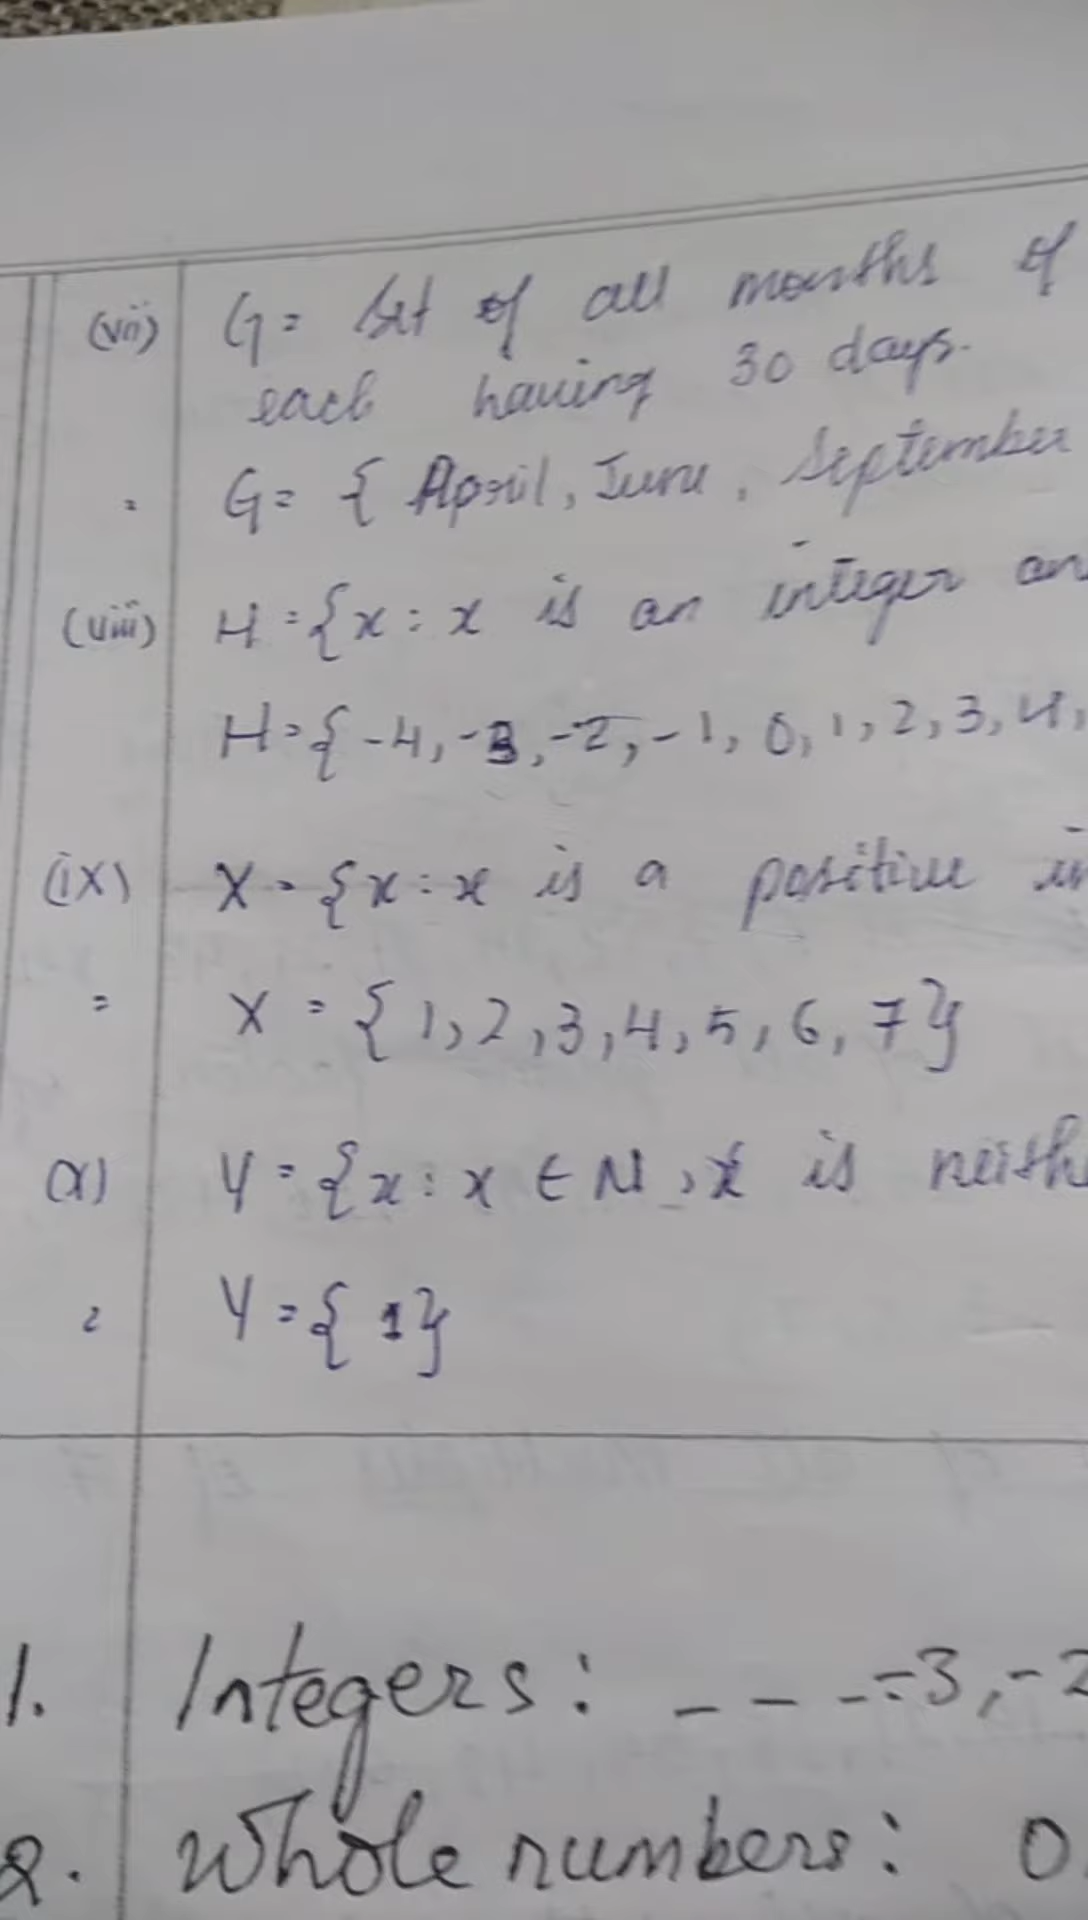 (vii) G = Set of all months of
each having 30 days.
= G = { April, June, September
(viii) H = {x : x is an integer an
H = { -4, -3, -2, -1, 0, 1, 2, 3, 4,
(ix) X = {x : x is a positive in
= X = { 1, 2, 3, 4, 5, 6, 7}
(x) Y = {x : x ∈ N, x is neith
= Y = { 1}
1. Integers : _ _ _ -3, -2
2. Whole numbers : 0